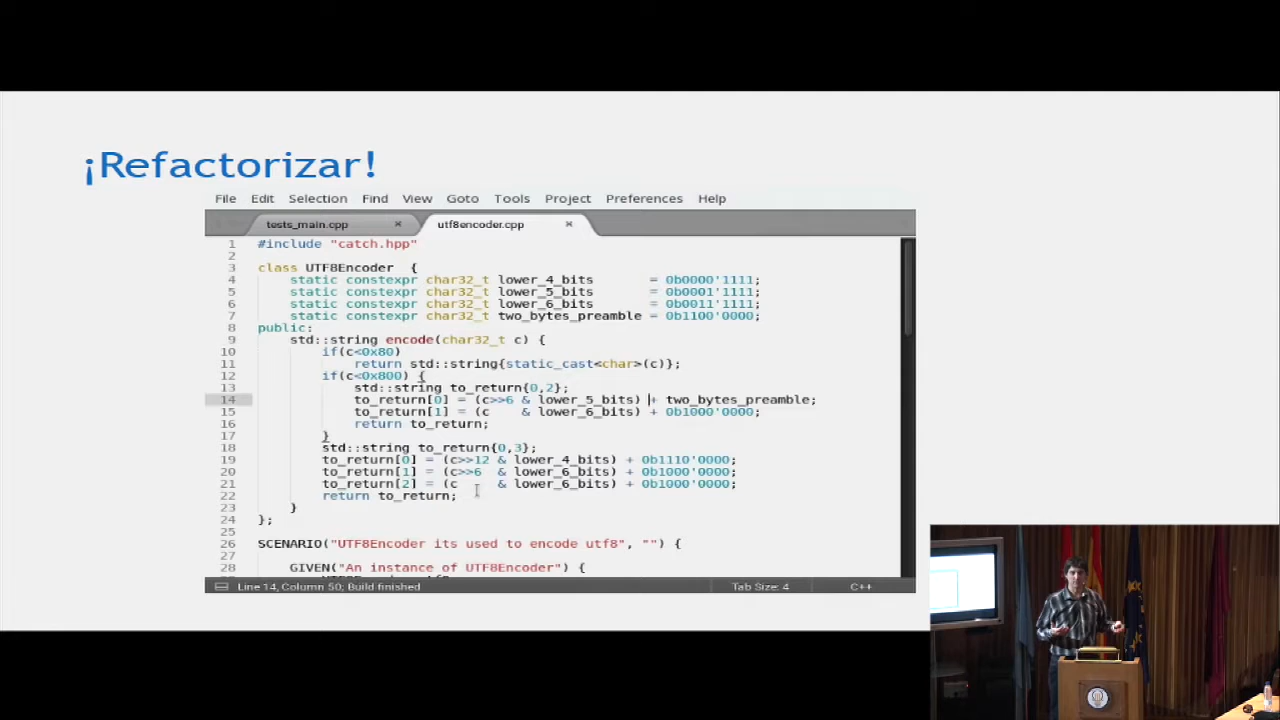 ¡Refactorizar!
File Edit Selection Find View Goto Tools Project Preferences Help
tests_main.cpp × utf8encoder.cpp ×
1 #include "catch.hpp"
2
3 class UTF8Encoder {
4 static constexpr char32_t lower_4_bits = 0b0000'1111;
5 static constexpr char32_t lower_5_bits = 0b0001'1111;
6 static constexpr char32_t lower_6_bits = 0b0011'1111;
7 static constexpr char32_t two_bytes_preamble = 0b1100'0000;
8 public:
9 std::string encode(char32_t c) {
10 if(c<0x80)
11 return std::string{static_cast<char>(c)};
12 if(c<0x800) {
13 std::string to_return{0,2};
14 to_return[0] = (c>>6 & lower_5_bits) + two_bytes_preamble;
15 to_return[1] = (c & lower_6_bits) + 0b1000'0000;
16 return to_return;
17 }
18 std::string to_return{0,3};
19 to_return[0] = (c>>12 & lower_4_bits) + 0b1110'0000;
20 to_return[1] = (c>>6 & lower_6_bits) + 0b1000'0000;
21 to_return[2] = (c & lower_6_bits) + 0b1000'0000;
22 return to_return;
23 }
24 };
25
26 SCENARIO("UTF8Encoder its used to encode utf8", "") {
27
28 GIVEN("An instance of UTF8Encoder") {
Line 14, Column 50; Build finished Tab Size: 4 C++